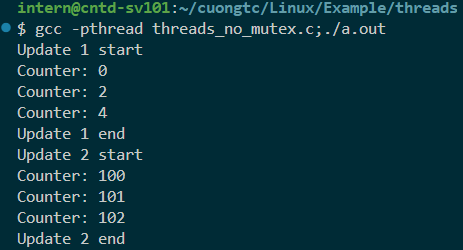 intern@cntd-sv101:~/cuongtc/Linux/Example/threads
$ gcc -pthread threads_no_mutex.c;./a.out
Update 1 start
Counter: 0
Counter: 2
Counter: 4
Update 1 end
Update 2 start
Counter: 100
Counter: 101
Counter: 102
Update 2 end